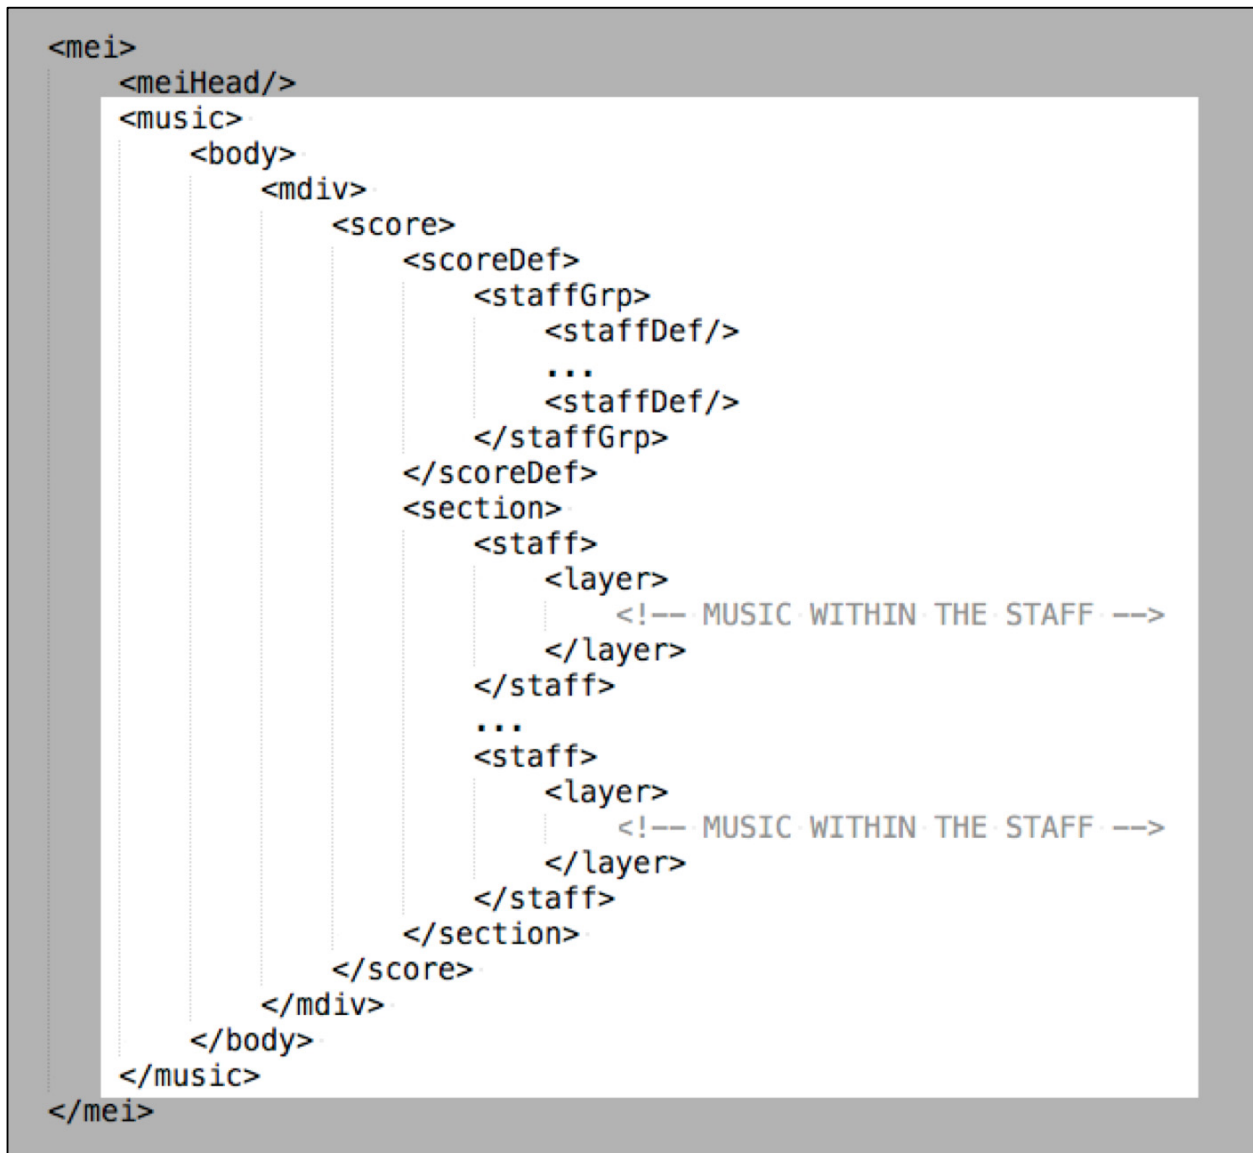 <mei>
<meiHead/>
<music>
<body>
<mdiv>
<score>
<scoreDef>
<staffGrp>
<staffDef/>
...
<staffDef/>
</staffGrp>
</scoreDef>
<section>
<staff>
<layer>
<!-- MUSIC WITHIN THE STAFF -->
</layer>
</staff>
...
<staff>
<layer>
<!-- MUSIC WITHIN THE STAFF -->
</layer>
</staff>
</section>
</score>
</mdiv>
</body>
</music>
</mei>